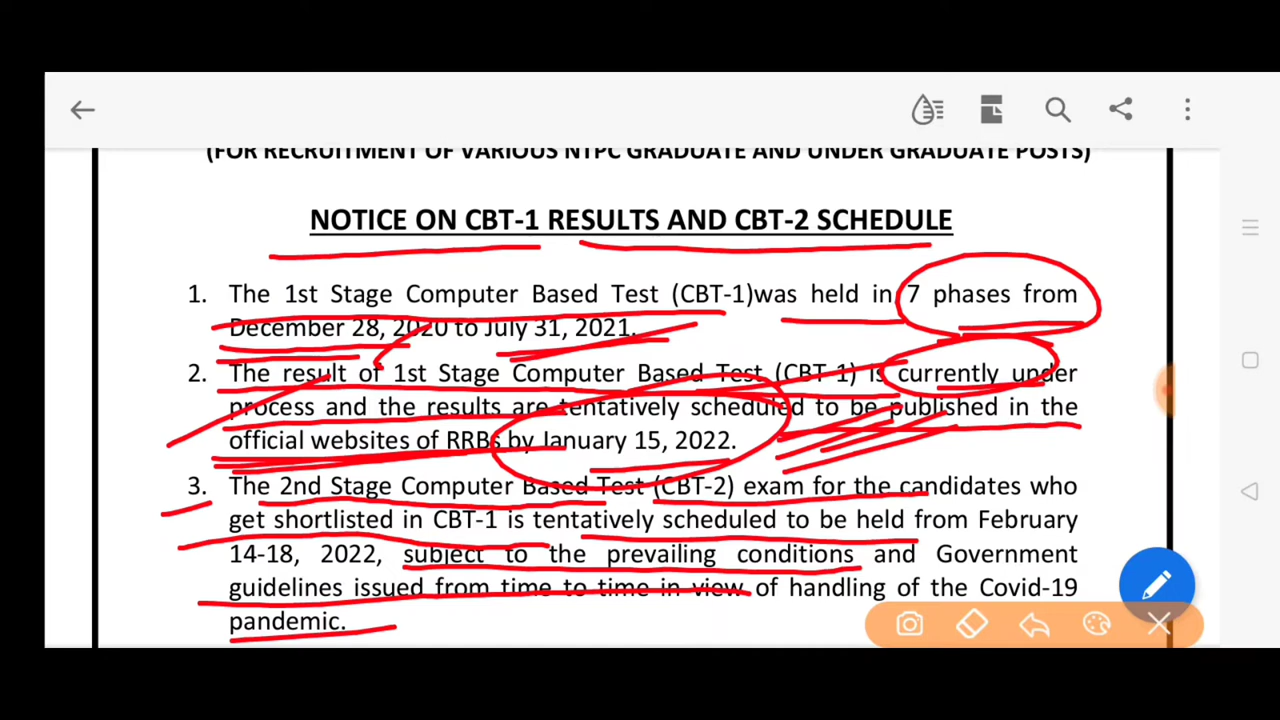 (FOR RECRUITMENT OF VARIOUS NTPC GRADUATE AND UNDER GRADUATE POSTS)
NOTICE ON CBT-1 RESULTS AND CBT-2 SCHEDULE
1. The 1st Stage Computer Based Test (CBT-1)was held in 7 phases from
December 28, 2020 to July 31, 2021.
2. The result of 1st Stage Computer Based Test (CBT-1) is currently under
process and the results are tentatively scheduled to be published in the
official websites of RRBs by January 15, 2022.
3. The 2nd Stage Computer Based Test (CBT-2) exam for the candidates who
get shortlisted in CBT-1 is tentatively scheduled to be held from February
14-18, 2022, subject to the prevailing conditions and Government
guidelines issued from time to time in view of handling of the Covid-19
pandemic.